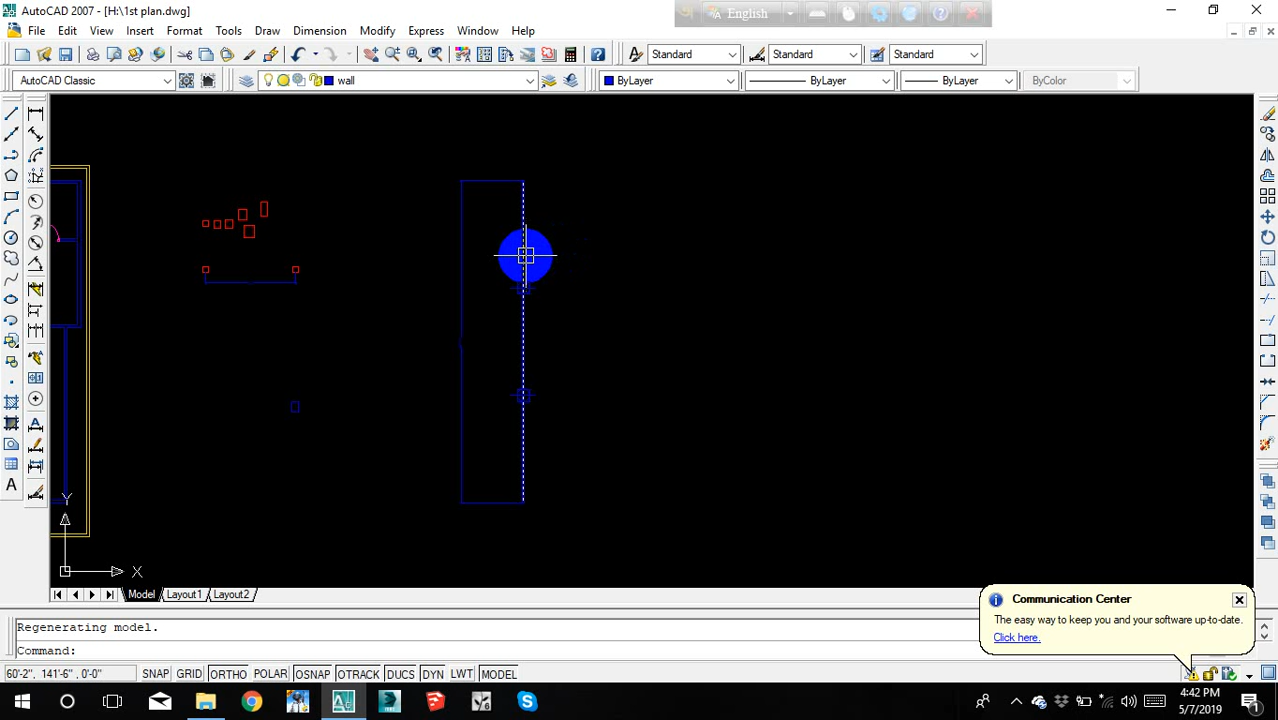 AutoCAD 2007 - [H:\1st plan.dwg]
English
File Edit View Insert Format Tools Draw Dimension Modify Express Window Help
Standard Standard Standard
AutoCAD Classic wall ByLayer ByLayer ByLayer ByColor
A
Y
X
Model Layout1 Layout2
Communication Center
The easy way to keep you and your software up-to-date.
Click here.
Regenerating model.
Command:
60'-2" , 141'-6" , 0'-0" SNAP GRID ORTHO POLAR OSNAP OTRACK DUCS DYN LWT MODEL
4:42 PM
5/7/2019